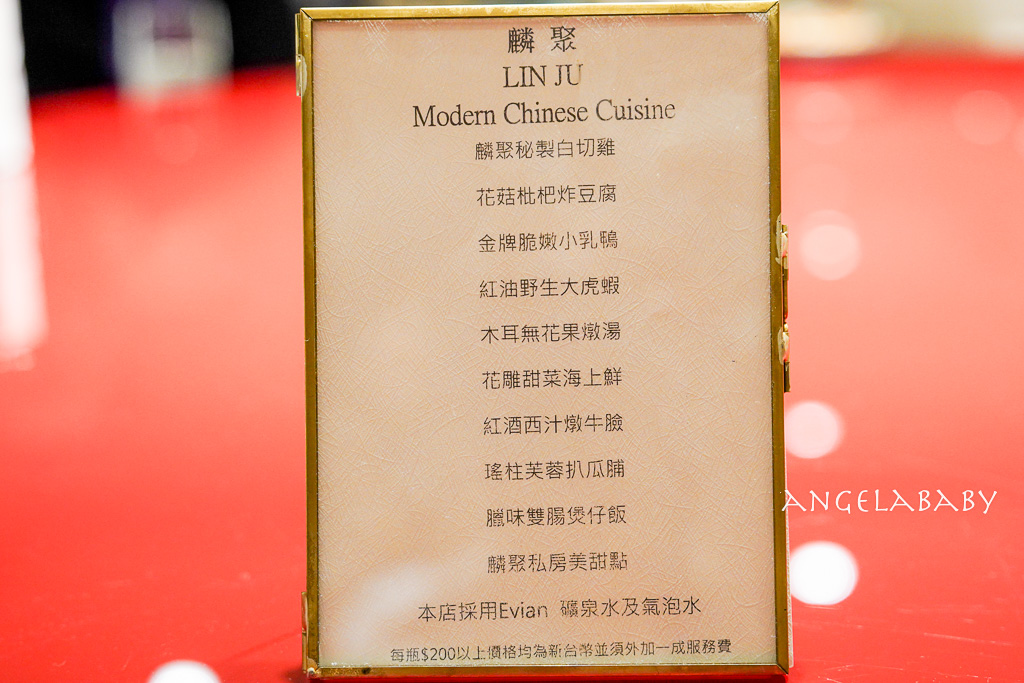 麟聚
LIN JU
Modern Chinese Cuisine
麟聚秘製白切雞
花菇枇杷炸豆腐
金牌脆嫩小乳鴨
紅油野生大虎蝦
木耳無花果燉湯
花雕甜菜海上鮮
紅酒西汁燉牛臉
瑤柱芙蓉扒瓜脯
臘味雙腸煲仔飯
麟聚私房美甜點
本店採用Evian 礦泉水及氣泡水
每瓶$200以上價格均為新台幣並須外加一成服務費
ANGELABABY